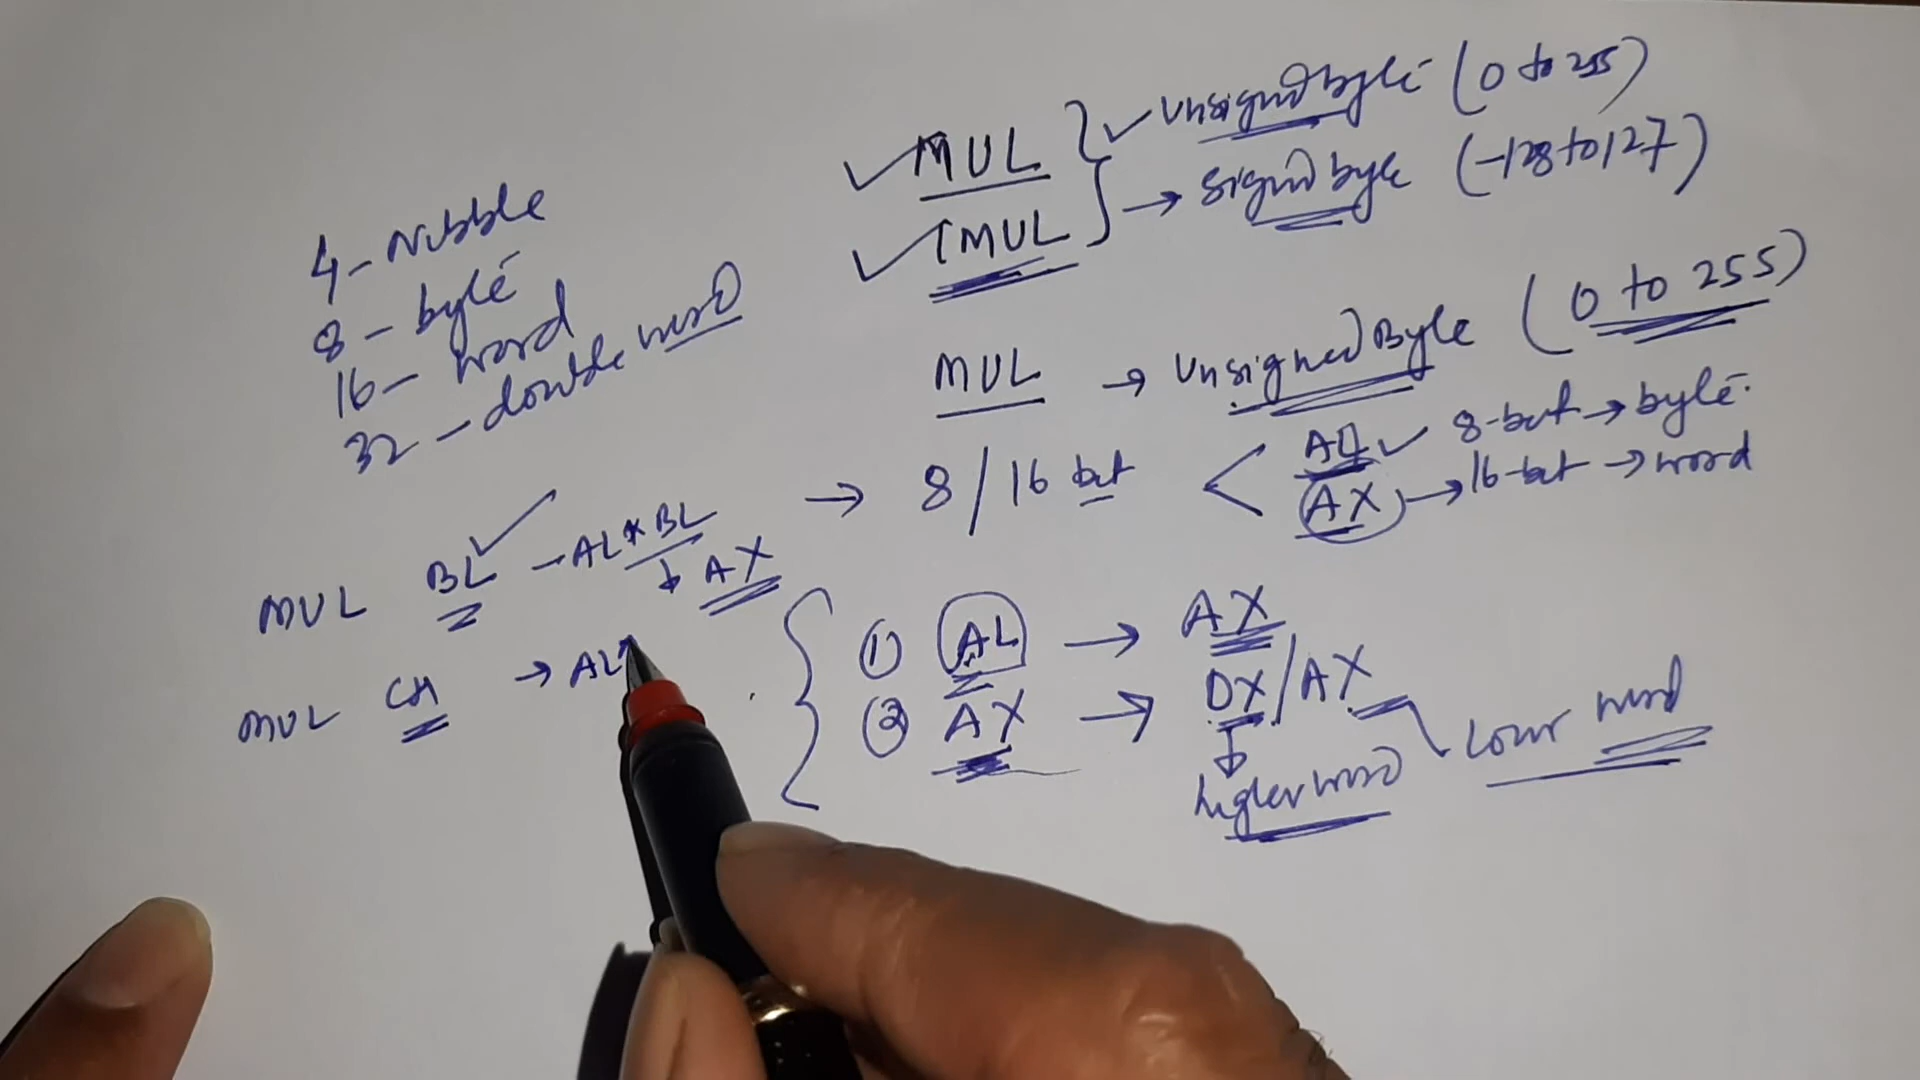 ✓ MUL } ✓ unsigned byte (0 to 255)
✓ IMUL } → signed byte (-128 to 127)
4 - Nibble
8 - byte
16 - word
32 - double word
MUL → Unsigned Byte (0 to 255)
→ 8/16 bit < AL ✓ 8-bit → byte.
AX → 16-bit → word
MUL BL ✓ - AL * BL
↓ AX
MUL CH → AL
① AL → AX
② AX → DX/AX
↓ higher word
lower word